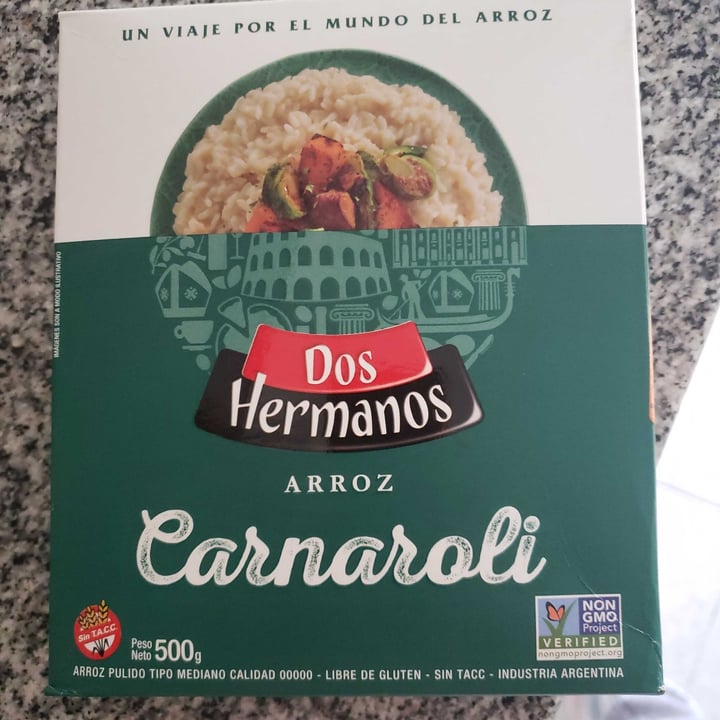 UN VIAJE POR EL MUNDO DEL ARROZ
IMÁGENES SON A MODO ILUSTRATIVO
Dos
Hermanos
ARROZ
Carnaroli
Sin T.A.C.C.
Peso
Neto 500g
NON
GMO
Project
VERIFIED
nongmoproject.org
ARROZ PULIDO TIPO MEDIANO CALIDAD 00000 - LIBRE DE GLUTEN - SIN TACC - INDUSTRIA ARGENTINA